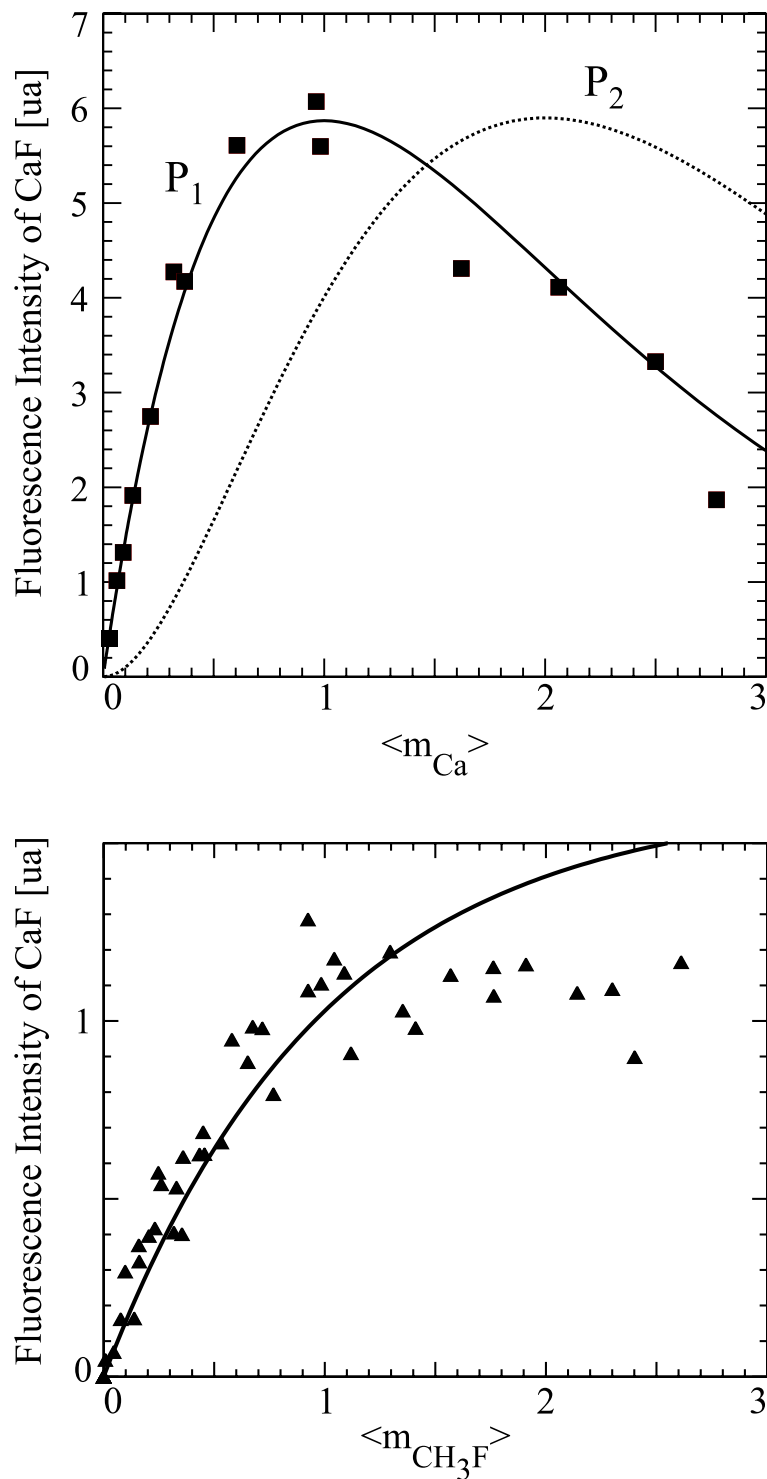 Fluorescence Intensity of CaF [ua]
7
6
5
4
3
2
1
0
P1
P2
0 1 2 3
<mCa>
Fluorescence Intensity of CaF [ua]
1
0
0 1 2 3
<mCH3F>